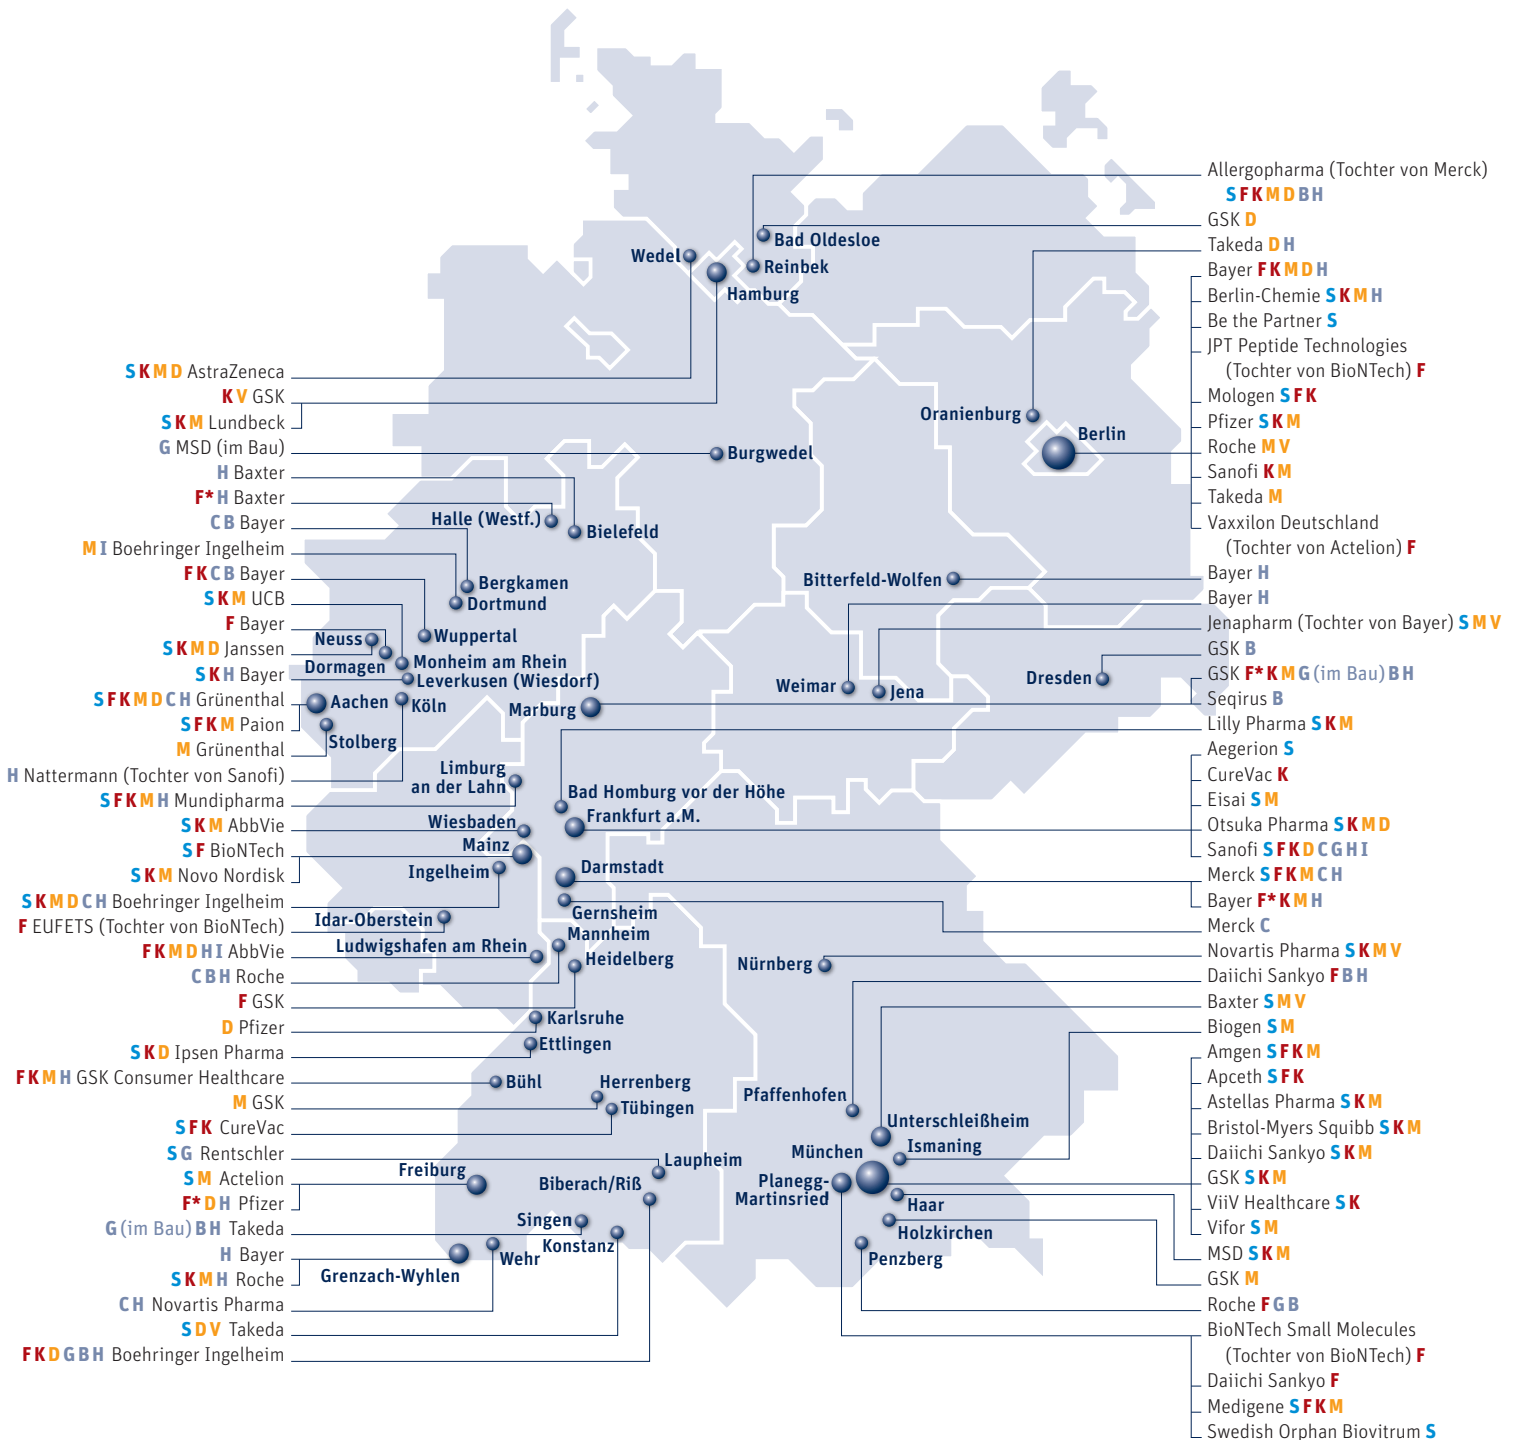 S K M D AstraZeneca
K V GSK
S K M Lundbeck
G MSD (im Bau)
H Baxter
F* H Baxter
C B Bayer
M I Boehringer Ingelheim
F K C B Bayer
S K M UCB
F Bayer
S K M D Janssen
S K H Bayer
S F K M D C H Grünenthal
S F K M Paion
M Grünenthal
H Nattermann (Tochter von Sanofi)
S F K M H Mundipharma
S K M AbbVie
S F BioNTech
S K M Novo Nordisk
S K M D C H Boehringer Ingelheim
F EUFETS (Tochter von BioNTech)
F K M D H I AbbVie
C B H Roche
F GSK
D Pfizer
S K D Ipsen Pharma
F K M H GSK Consumer Healthcare
M GSK
S F K CureVac
S G Rentschler
S M Actelion
F* D H Pfizer
G (im Bau) B H Takeda
H Bayer
S K M H Roche
C H Novartis Pharma
S D V Takeda
F K D G B H Boehringer Ingelheim
Wedel
Bad Oldesloe
Reinbek
Hamburg
Burgwedel
Oranienburg
Berlin
Halle (Westf.)
Bielefeld
Bergkamen
Dortmund
Bitterfeld-Wolfen
Wuppertal
Neuss
Dormagen
Monheim am Rhein
Leverkusen (Wiesdorf)
Aachen
Köln
Stolberg
Marburg
Weimar
Jena
Dresden
Limburg
an der Lahn
Bad Homburg vor der Höhe
Frankfurt a.M.
Wiesbaden
Mainz
Ingelheim
Darmstadt
Gernsheim
Idar-Oberstein
Mannheim
Ludwigshafen am Rhein
Heidelberg
Nürnberg
Karlsruhe
Ettlingen
Bühl
Herrenberg
Tübingen
Pfaffenhofen
Unterschleißheim
Ismaning
München
Laupheim
Freiburg
Biberach/Riß
Planegg-
Martinsried
Haar
Holzkirchen
Penzberg
Singen
Konstanz
Wehr
Grenzach-Wyhlen
Allergopharma (Tochter von Merck)
S F K M D B H
GSK D
Takeda D H
Bayer F K M D H
Berlin-Chemie S K M H
Be the Partner S
JPT Peptide Technologies
(Tochter von BioNTech) F
Mologen S F K
Pfizer S K M
Roche M V
Sanofi K M
Takeda M
Vaxxilon Deutschland
(Tochter von Actelion) F
Bayer H
Bayer H
Jenapharm (Tochter von Bayer) S M V
GSK B
GSK F* K M G (im Bau) B H
Seqirus B
Lilly Pharma S K M
Aegerion S
CureVac K
Eisai S M
Otsuka Pharma S K M D
Sanofi S F K D C G H I
Merck S F K M C H
Bayer F* K M H
Merck C
Novartis Pharma S K M V
Daiichi Sankyo F B H
Baxter S M V
Biogen S M
Amgen S F K M
Apceth S F K
Astellas Pharma S K M
Bristol-Myers Squibb S K M
Daiichi Sankyo S K M
GSK S K M
ViiV Healthcare S K
Vifor S M
MSD S K M
GSK M
Roche F G B
BioNTech Small Molecules
(Tochter von BioNTech) F
Daiichi Sankyo F
Medigene S F K M
Swedish Orphan Biovitrum S